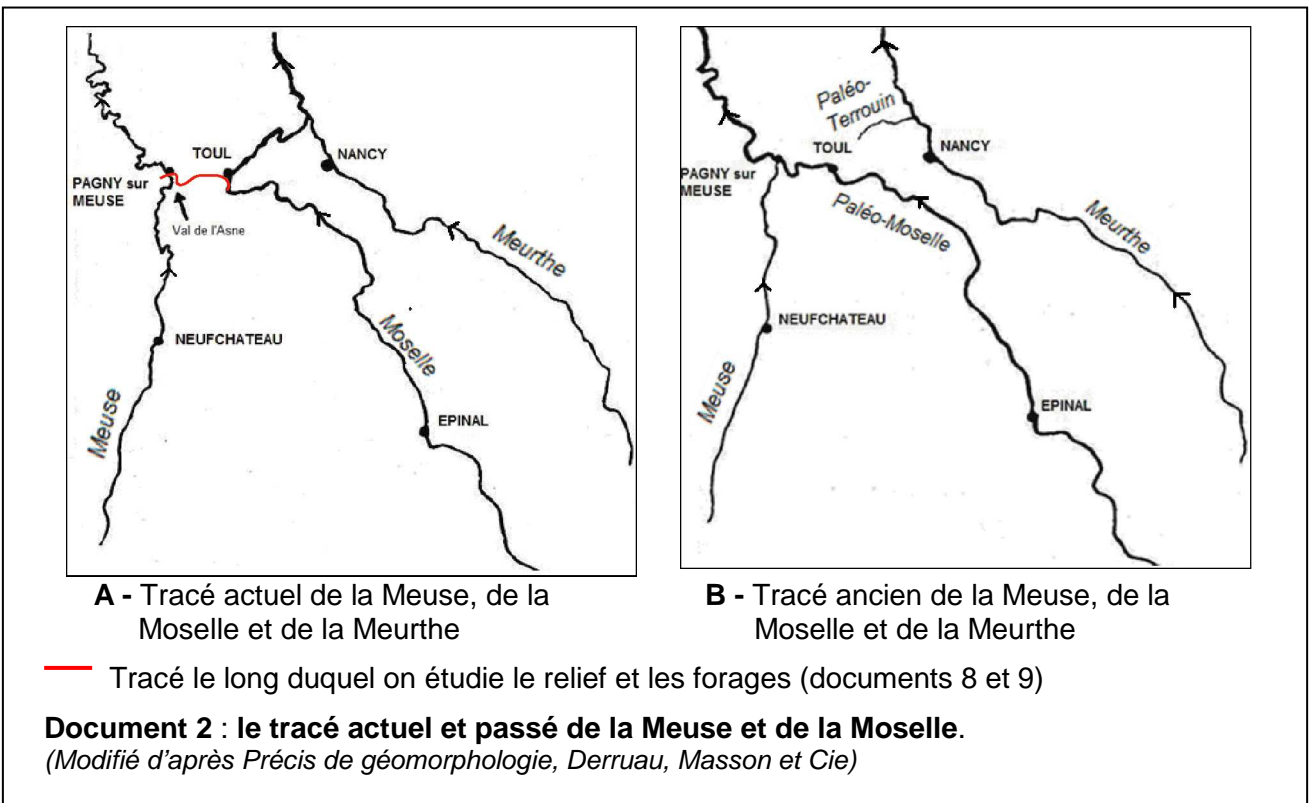 TOUL
NANCY
PAGNY sur
MEUSE
Val de l'Asne
Meurthe
NEUFCHATEAU
Moselle
Meuse
EPINAL
Paléo-
Terrouin
NANCY
TOUL
PAGNY sur
MEUSE
Paléo-Moselle
Meurthe
NEUFCHATEAU
Meuse
EPINAL
A - Tracé actuel de la Meuse, de la
Moselle et de la Meurthe
B - Tracé ancien de la Meuse, de la
Moselle et de la Meurthe
Tracé le long duquel on étudie le relief et les forages (documents 8 et 9)
Document 2 : le tracé actuel et passé de la Meuse et de la Moselle.
(Modifié d'après Précis de géomorphologie, Derruau, Masson et Cie)